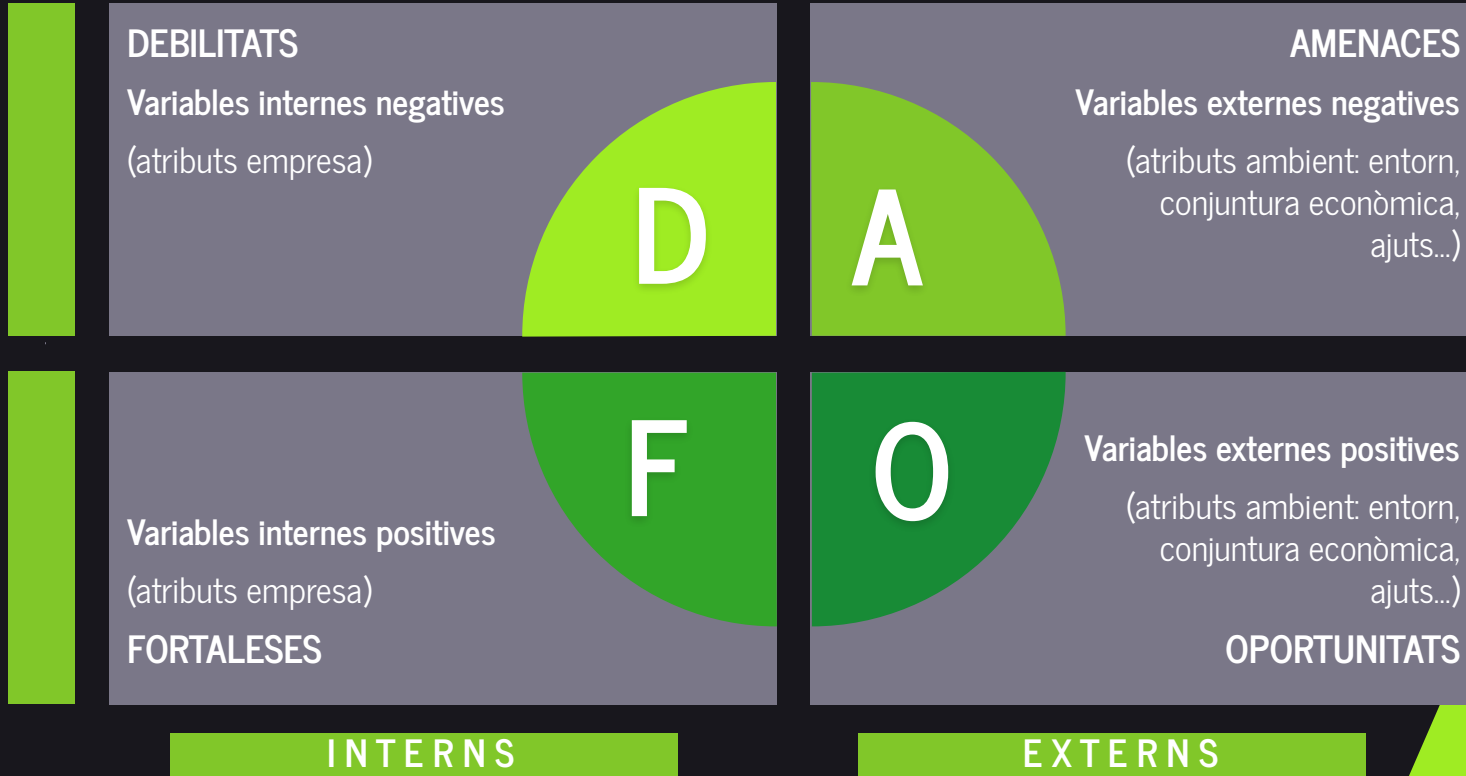 DEBILITATS
Variables internes negatives
(atributs empresa)
D
AMENACES
Variables externes negatives
(atributs ambient: entorn,
conjuntura econòmica,
ajuts...)
A
F
Variables internes positives
(atributs empresa)
FORTALESES
O
Variables externes positives
(atributs ambient: entorn,
conjuntura econòmica,
ajuts...)
OPORTUNITATS
INTERNS
EXTERNS